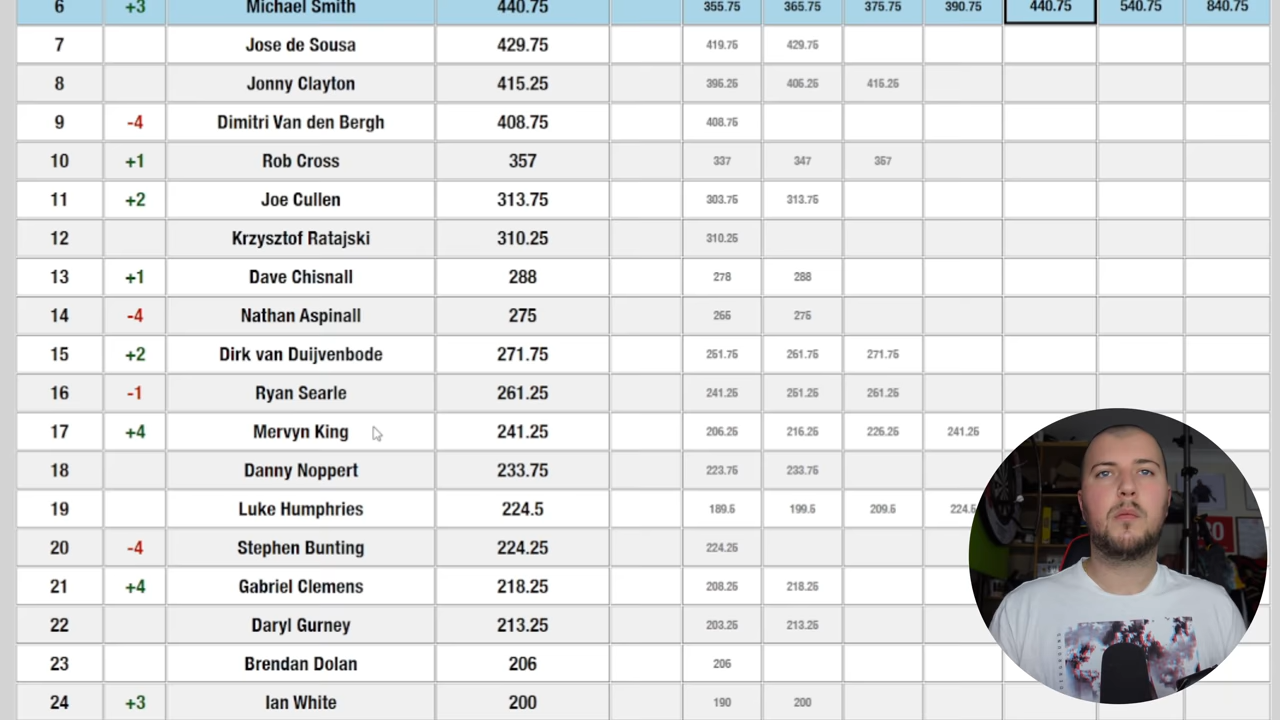 6 +3 Michael Smith 440.75 355.75 365.75 375.75 390.75 440.75 540.75 840.75
7 Jose de Sousa 429.75 419.75 429.75
8 Jonny Clayton 415.25 395.25 405.25 415.25
9 -4 Dimitri Van den Bergh 408.75 408.75
10 +1 Rob Cross 357 337 347 357
11 +2 Joe Cullen 313.75 303.75 313.75
12 Krzysztof Ratajski 310.25 310.25
13 +1 Dave Chisnall 288 278 288
14 -4 Nathan Aspinall 275 265 275
15 +2 Dirk van Duijvenbode 271.75 251.75 261.75 271.75
16 -1 Ryan Searle 261.25 241.25 251.25 261.25
17 +4 Mervyn King 241.25 206.25 216.25 226.25 241.25
18 Danny Noppert 233.75 223.75 233.75
19 Luke Humphries 224.5 189.5 199.5 209.5 224.5
20 -4 Stephen Bunting 224.25 224.25
21 +4 Gabriel Clemens 218.25 208.25 218.25
22 Daryl Gurney 213.25 203.25 213.25
23 Brendan Dolan 206 206
24 +3 Ian White 200 190 200